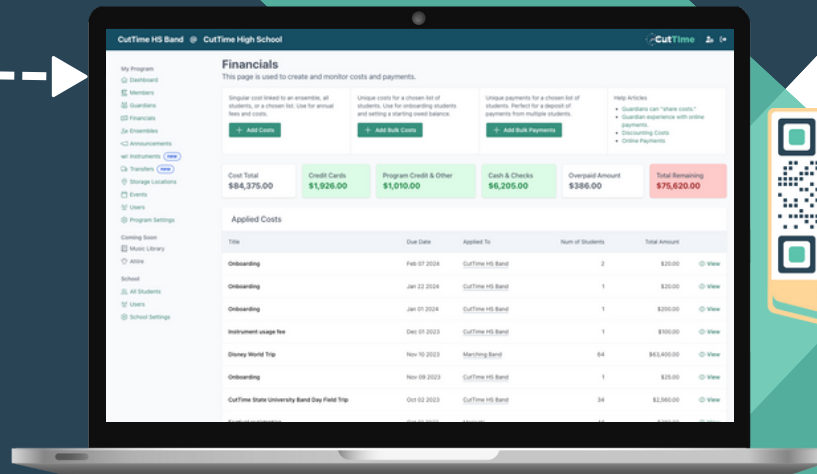 CutTime HS Band @ CutTime High School
CutTime
My Program
Dashboard
Members
Guardians
Financials
Ensembles
Announcements
Instruments new
Transfers new
Storage Locations
Events
Users
Program Settings
Coming Soon
Music Library
Attire
School
All Students
Users
School Settings
Financials
This page is used to create and monitor costs and payments.
Singular cost linked to an ensemble, all
students, or a chosen list. Use for annual
fees and costs.
+ Add Costs
Unique costs for a chosen list of
students. Use for onboarding students
and setting a starting owed balance.
+ Add Bulk Costs
Unique payments for a chosen list of
students. Perfect for a deposit of
payments from multiple students.
+ Add Bulk Payments
Help Articles
• Guardians can "share costs."
• Guardian experience with online
payments.
• Discounting Costs
• Online Payments
Cost Total
$84,375.00
Credit Cards
$1,926.00
Program Credit & Other
$1,010.00
Cash & Checks
$6,205.00
Overpaid Amount
$386.00
Total Remaining
$75,620.00
Applied Costs
Title Due Date Applied To Num of Students Total Amount
Onboarding Feb 07 2024 CutTime HS Band 2 $20.00 View
Onboarding Jan 22 2024 CutTime HS Band 1 $20.00 View
Onboarding Jan 01 2024 CutTime HS Band 1 $200.00 View
Instrument usage fee Dec 01 2023 CutTime HS Band 1 $100.00 View
Disney World Trip Nov 10 2023 Marching Band 64 $63,400.00 View
Onboarding Nov 09 2023 CutTime HS Band 1 $25.00 View
CutTime State University Band Day Field Trip Oct 02 2023 CutTime HS Band 34 $2,560.00 View